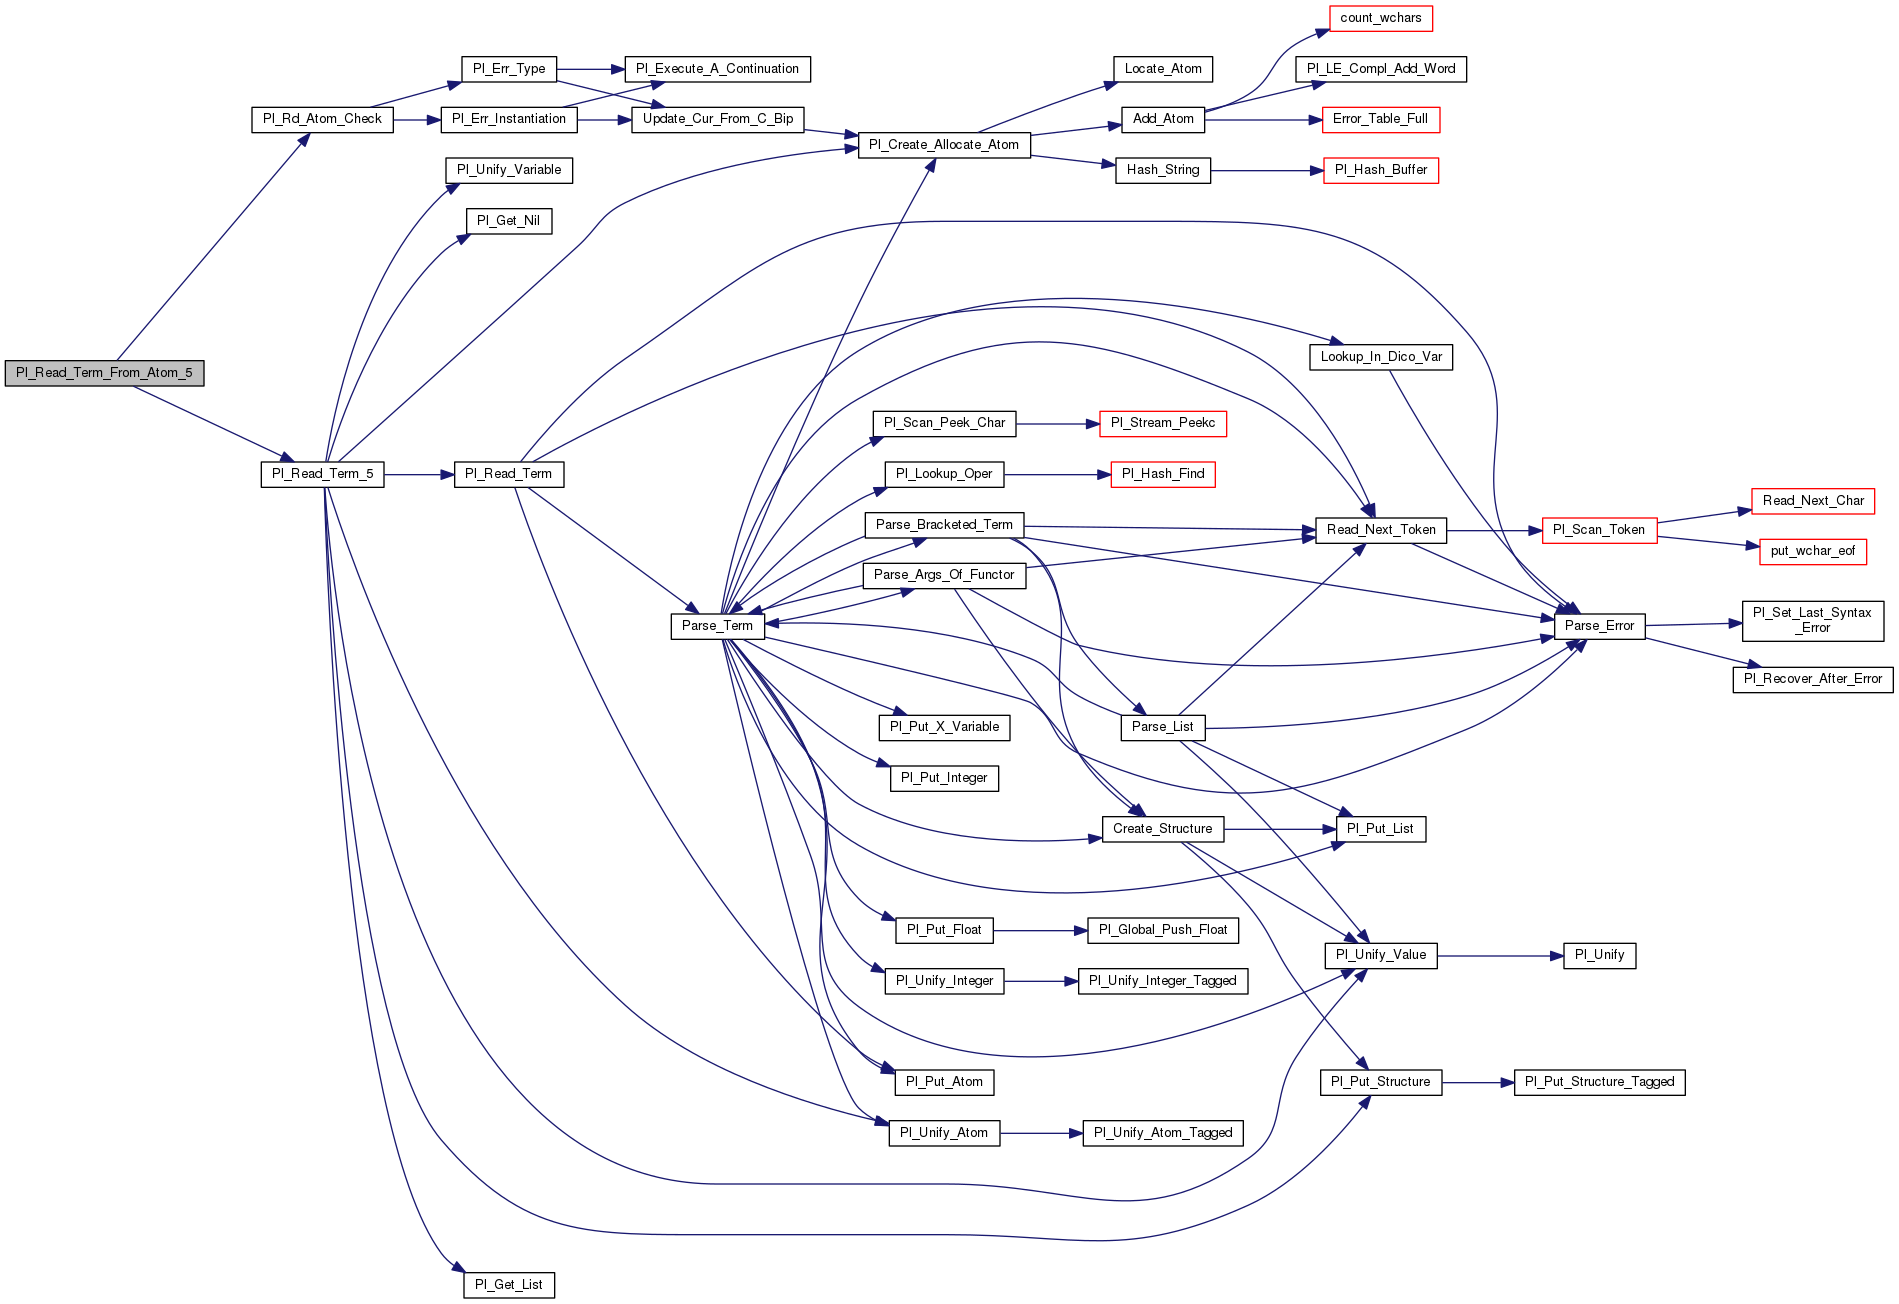 count_wchars
Pl_Err_Type
Pl_Execute_A_Continuation
Locate_Atom
Pl_LE_Compl_Add_Word
Pl_Rd_Atom_Check
Pl_Err_Instantiation
Update_Cur_From_C_Bip
Add_Atom
Error_Table_Full
Pl_Create_Allocate_Atom
Pl_Unify_Variable
Hash_String
Pl_Hash_Buffer
Pl_Get_Nil
Lookup_In_Dico_Var
Pl_Read_Term_From_Atom_5
Pl_Scan_Peek_Char
Pl_Stream_Peekc
Pl_Read_Term_5
Pl_Read_Term
Pl_Lookup_Oper
Pl_Hash_Find
Read_Next_Char
Parse_Bracketed_Term
Read_Next_Token
Pl_Scan_Token
put_wchar_eof
Parse_Args_Of_Functor
Parse_Term
Parse_Error
Pl_Set_Last_Syntax
_Error
Pl_Recover_After_Error
Pl_Put_X_Variable
Parse_List
Pl_Put_Integer
Create_Structure
Pl_Put_List
Pl_Put_Float
Pl_Global_Push_Float
Pl_Unify_Value
Pl_Unify
Pl_Unify_Integer
Pl_Unify_Integer_Tagged
Pl_Put_Atom
Pl_Put_Structure
Pl_Put_Structure_Tagged
Pl_Unify_Atom
Pl_Unify_Atom_Tagged
Pl_Get_List